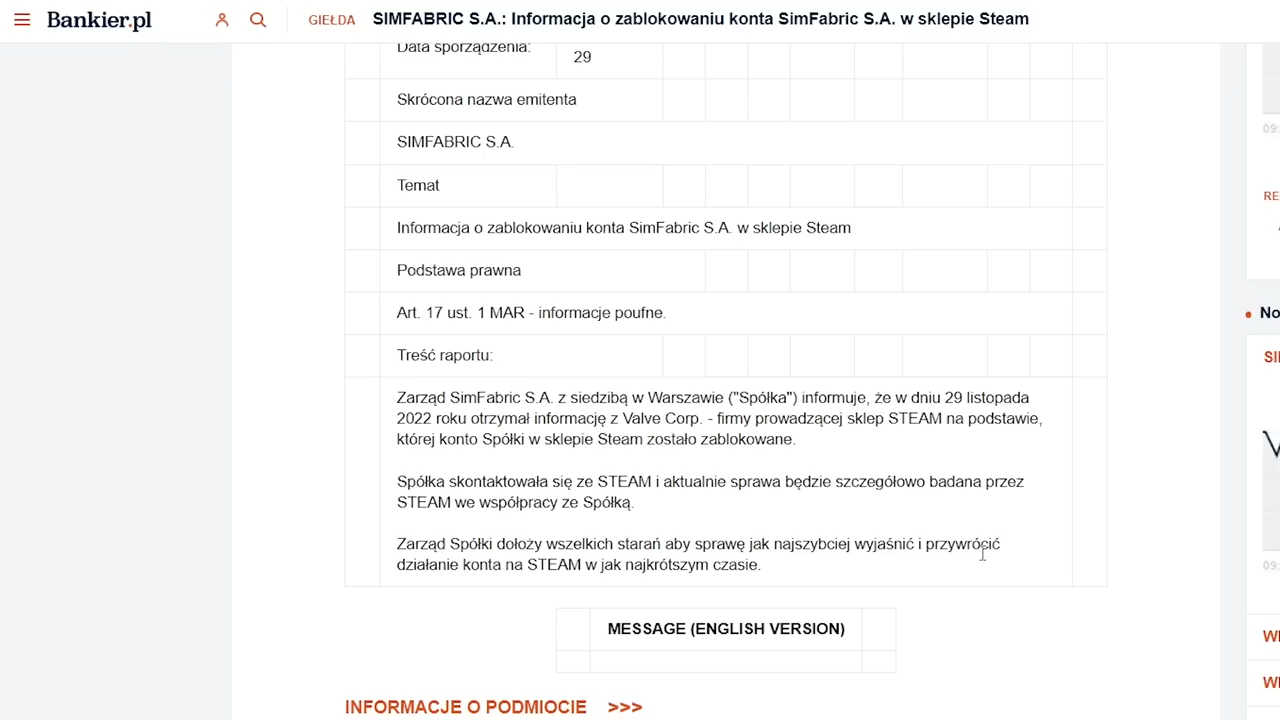 Bankier.pl GIEŁDA SIMFABRIC S.A.: Informacja o zablokowaniu konta SimFabric S.A. w sklepie Steam
Data sporządzenia:
29
Skrócona nazwa emitenta
SIMFABRIC S.A.
Temat
Informacja o zablokowaniu konta SimFabric S.A. w sklepie Steam
Podstawa prawna
Art. 17 ust. 1 MAR - informacje poufne.
Treść raportu:
Zarząd SimFabric S.A. z siedzibą w Warszawie ("Spółka") informuje, że w dniu 29 listopada
2022 roku otrzymał informację z Valve Corp. - firmy prowadzącej sklep STEAM na podstawie,
której konto Spółki w sklepie Steam zostało zablokowane.
Spółka skontaktowała się ze STEAM i aktualnie sprawa będzie szczegółowo badana przez
STEAM we współpracy ze Spółką.
Zarząd Spółki dołoży wszelkich starań aby sprawę jak najszybciej wyjaśnić i przywrócić
działanie konta na STEAM w jak najkrótszym czasie.
MESSAGE (ENGLISH VERSION)
INFORMACJE O PODMIOCIE >>>